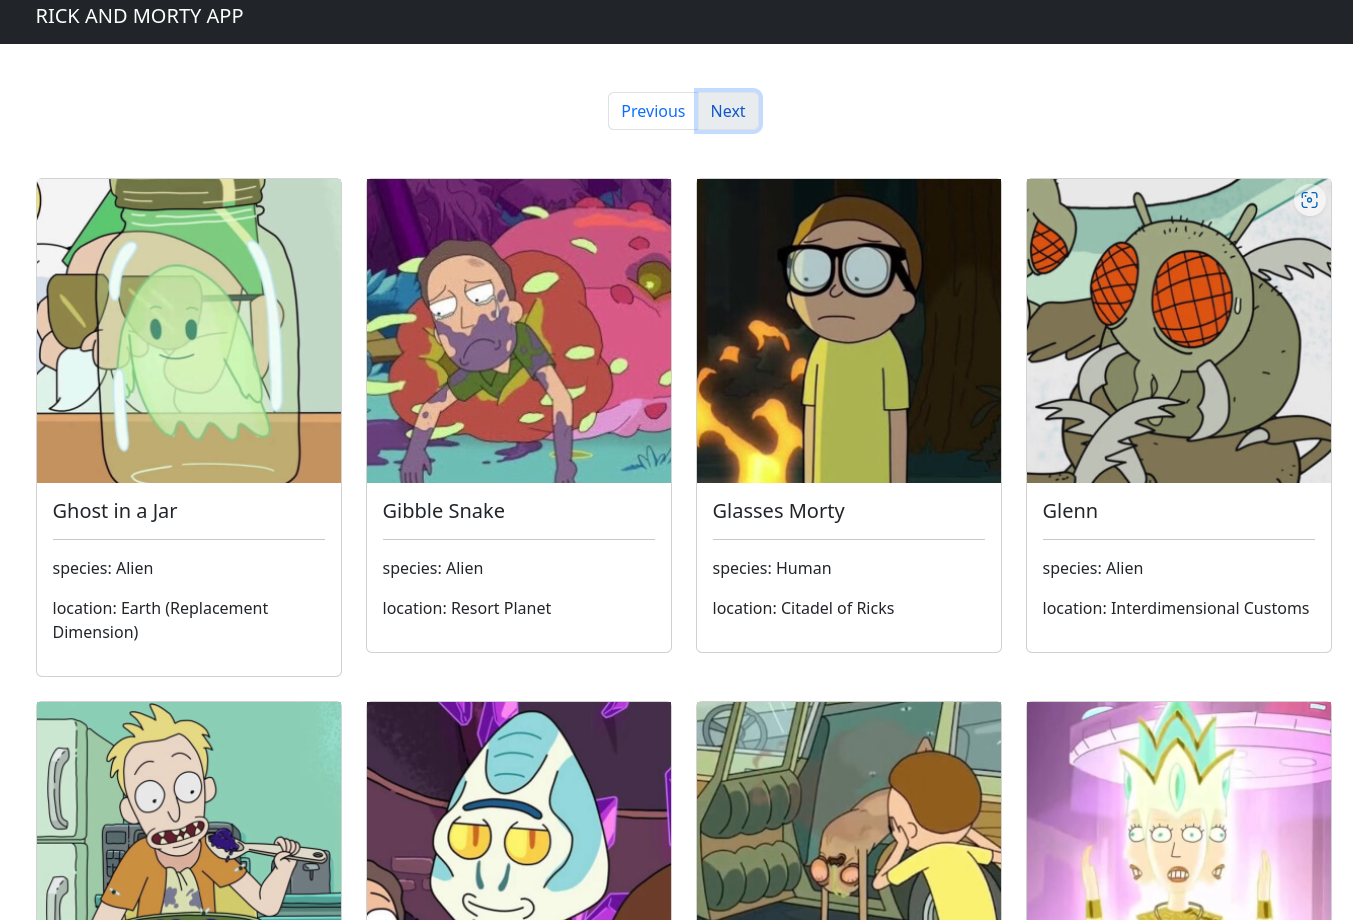 RICK AND MORTY APP
Previous Next
Ghost in a Jar
species: Alien
location: Earth (Replacement
Dimension)
Gibble Snake
species: Alien
location: Resort Planet
Glasses Morty
species: Human
location: Citadel of Ricks
Glenn
species: Alien
location: Interdimensional Customs